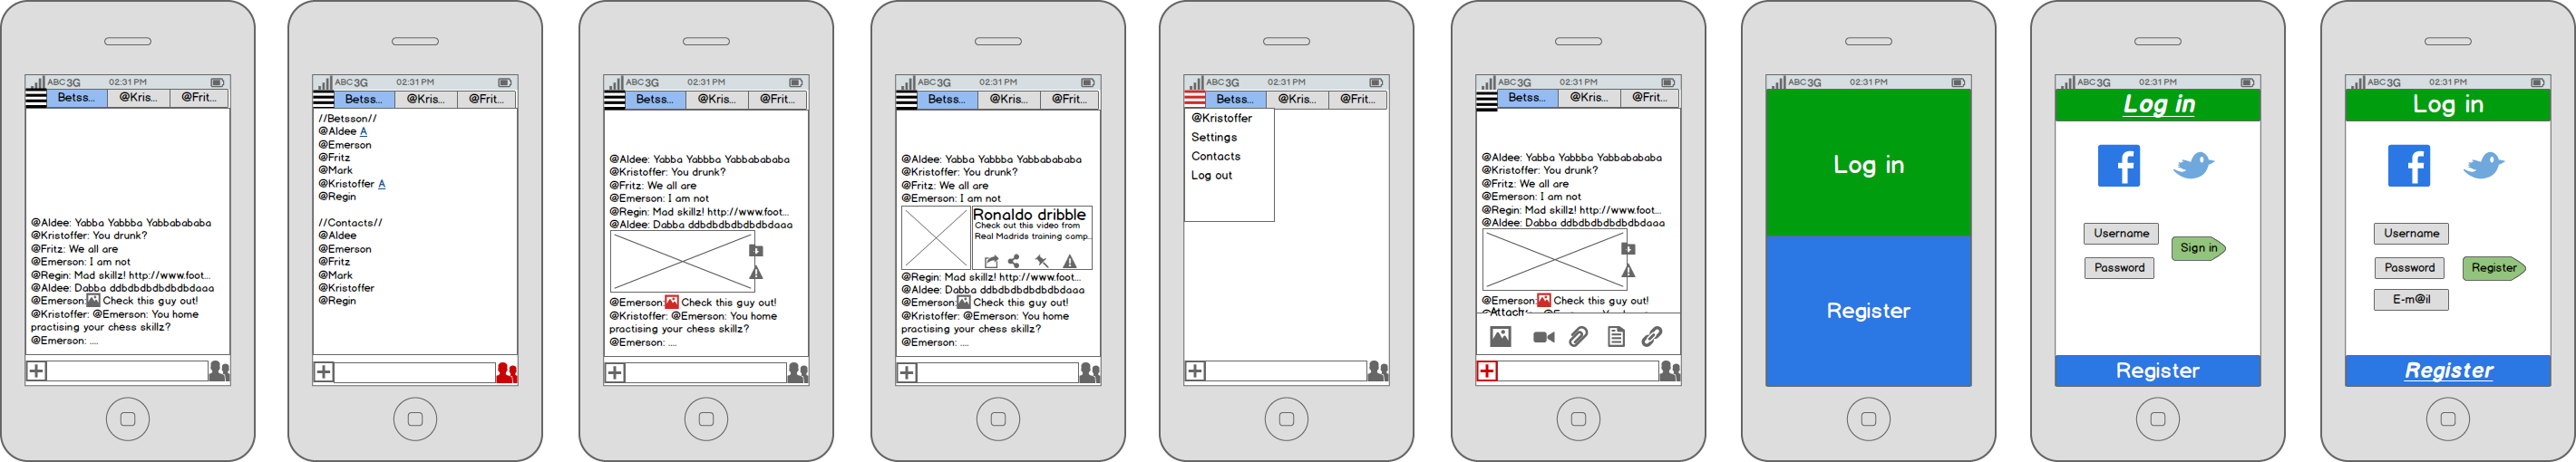 ABC 3G 02:31 PM
Betss... @Kris... @Frit...
@Aldee: Yabba Yabbba Yabbabababa
@Kristoffer: You drunk?
@Fritz: We all are
@Emerson: I am not
@Regin: Mad skillz! http://www.foot...
@Aldee: Dabba ddbdbdbdbdbdbdaaa
@Emerson: Check this guy out!
@Kristoffer: @Emerson: You home
practising your chess skillz?
@Emerson: ....
ABC 3G 02:31 PM
Betss... @Kris... @Frit...
//Betsson//
@Aldee A
@Emerson
@Fritz
@Mark
@Kristoffer A
@Regin
//Contacts//
@Aldee
@Emerson
@Fritz
@Mark
@Kristoffer
@Regin
ABC 3G 02:31 PM
Betss... @Kris... @Frit...
@Aldee: Yabba Yabbba Yabbabababa
@Kristoffer: You drunk?
@Fritz: We all are
@Emerson: I am not
@Regin: Mad skillz! http://www.foot...
@Aldee: Dabba ddbdbdbdbdbdbdaaa
@Emerson: Check this guy out!
@Kristoffer: @Emerson: You home
practising your chess skillz?
@Emerson: ....
ABC 3G 02:31 PM
Betss... @Kris... @Frit...
@Aldee: Yabba Yabbba Yabbabababa
@Kristoffer: You drunk?
@Fritz: We all are
@Emerson: I am not
Ronaldo dribble
Check out this video from
Real Madrids training camp...
@Regin: Mad skillz! http://www.foot...
@Aldee: Dabba ddbdbdbdbdbdbdaaa
@Emerson: Check this guy out!
@Kristoffer: @Emerson: You home
practising your chess skillz?
@Emerson: ....
ABC 3G 02:31 PM
Betss... @Kris... @Frit...
@Kristoffer
Settings
Contacts
Log out
ABC 3G 02:31 PM
Betss... @Kris... @Frit...
@Aldee: Yabba Yabbba Yabbabababa
@Kristoffer: You drunk?
@Fritz: We all are
@Emerson: I am not
@Regin: Mad skillz! http://www.foot...
@Aldee: Dabba ddbdbdbdbdbdbdaaa
@Emerson: Check this guy out!
Attach
ABC 3G 02:31 PM
Log in
Register
ABC 3G 02:31 PM
Log in
Username
Sign in
Password
Register
ABC 3G 02:31 PM
Log in
Username
Password
Register
E-m@il
Register